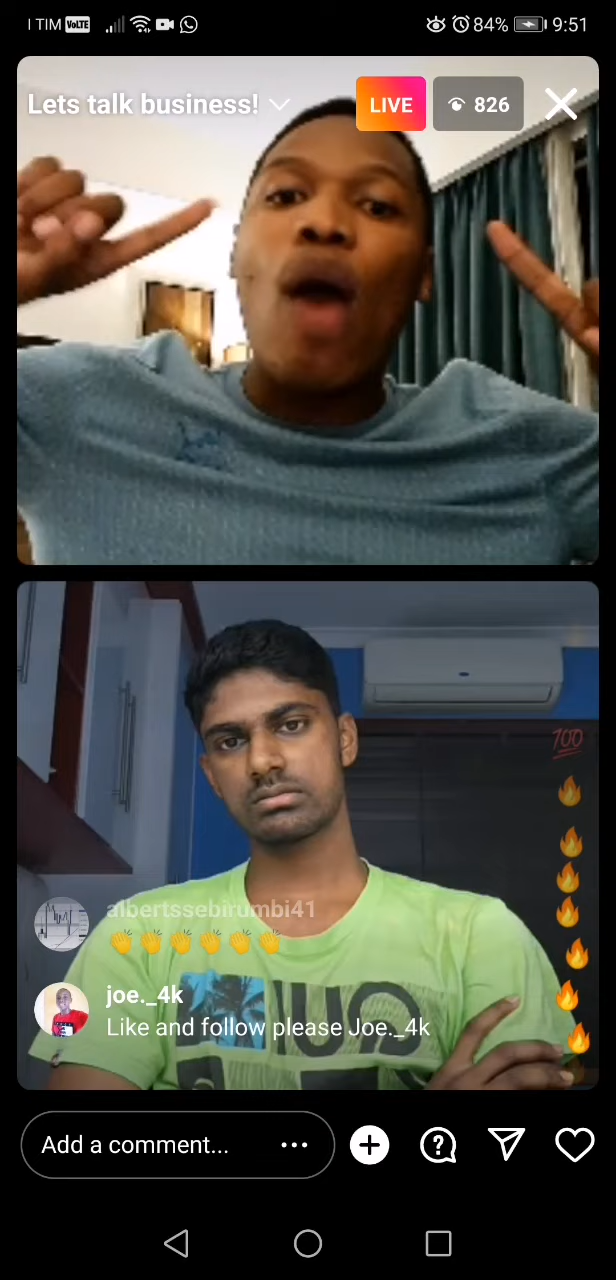 I TIM VoLTE 84% 9:51
Lets talk business! LIVE 826
100
albertssebirumbi41
joe._4k
Like and follow please Joe._4k
Add a comment...